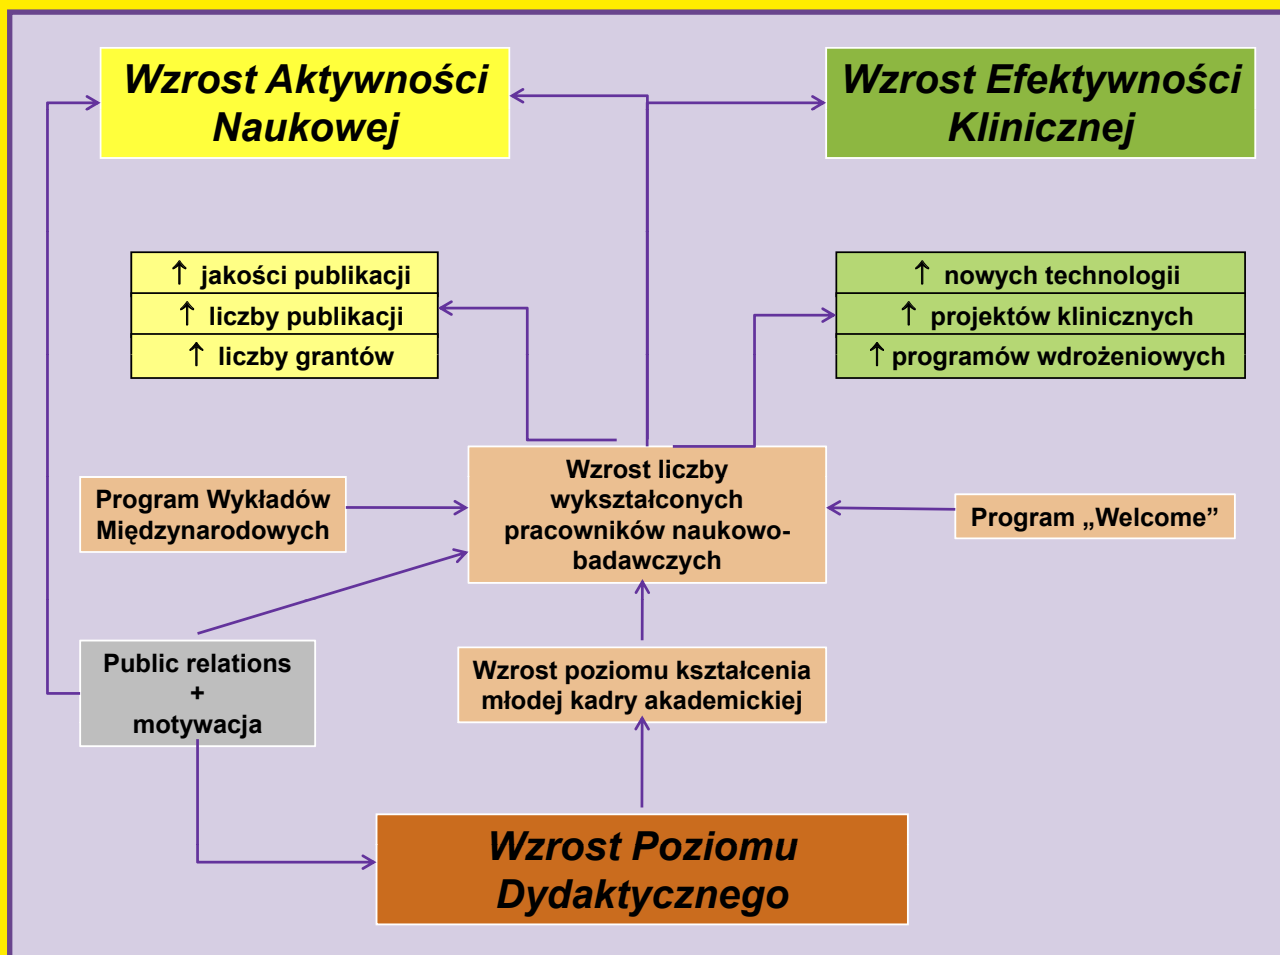 Wzrost Aktywności
Naukowej
Wzrost Efektywności
Klinicznej
↑ jakości publikacji
↑ liczby publikacji
↑ liczby grantów
↑ nowych technologii
↑ projektów klinicznych
↑ programów wdrożeniowych
Program Wykładów
Międzynarodowych
Wzrost liczby
wykształconych
pracowników naukowo-
badawczych
Program „Welcome”
Public relations
+
motywacja
Wzrost poziomu kształcenia
młodej kadry akademickiej
Wzrost Poziomu
Dydaktycznego